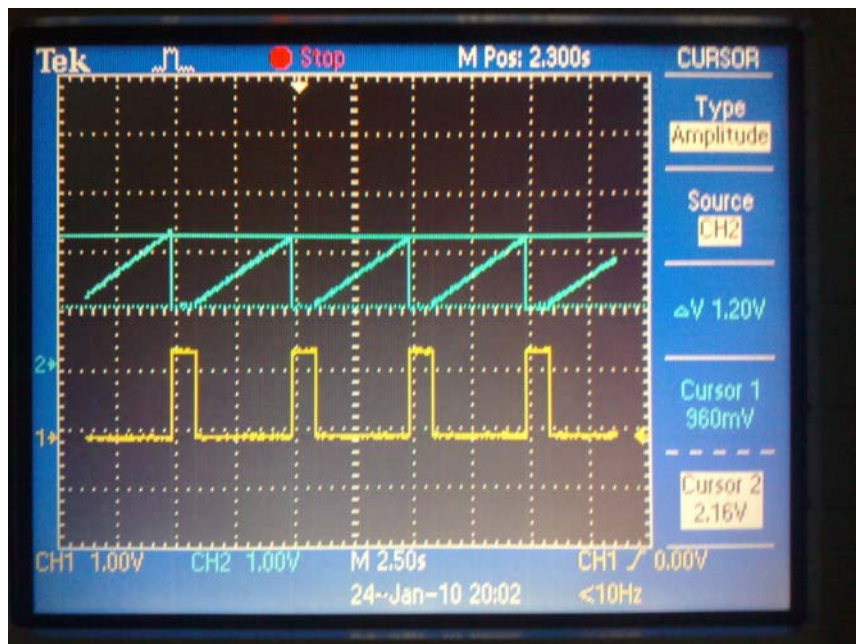 Tek Stop M Pos: 2.300s CURSOR
Type
Amplitude
Source
CH2
△V 1.20V
2
Cursor 1
960mV
1
Cursor 2
2.16V
CH1 1.00V CH2 1.00V M 2.50s CH1 0.00V
24-Jan-10 20:02 <10Hz